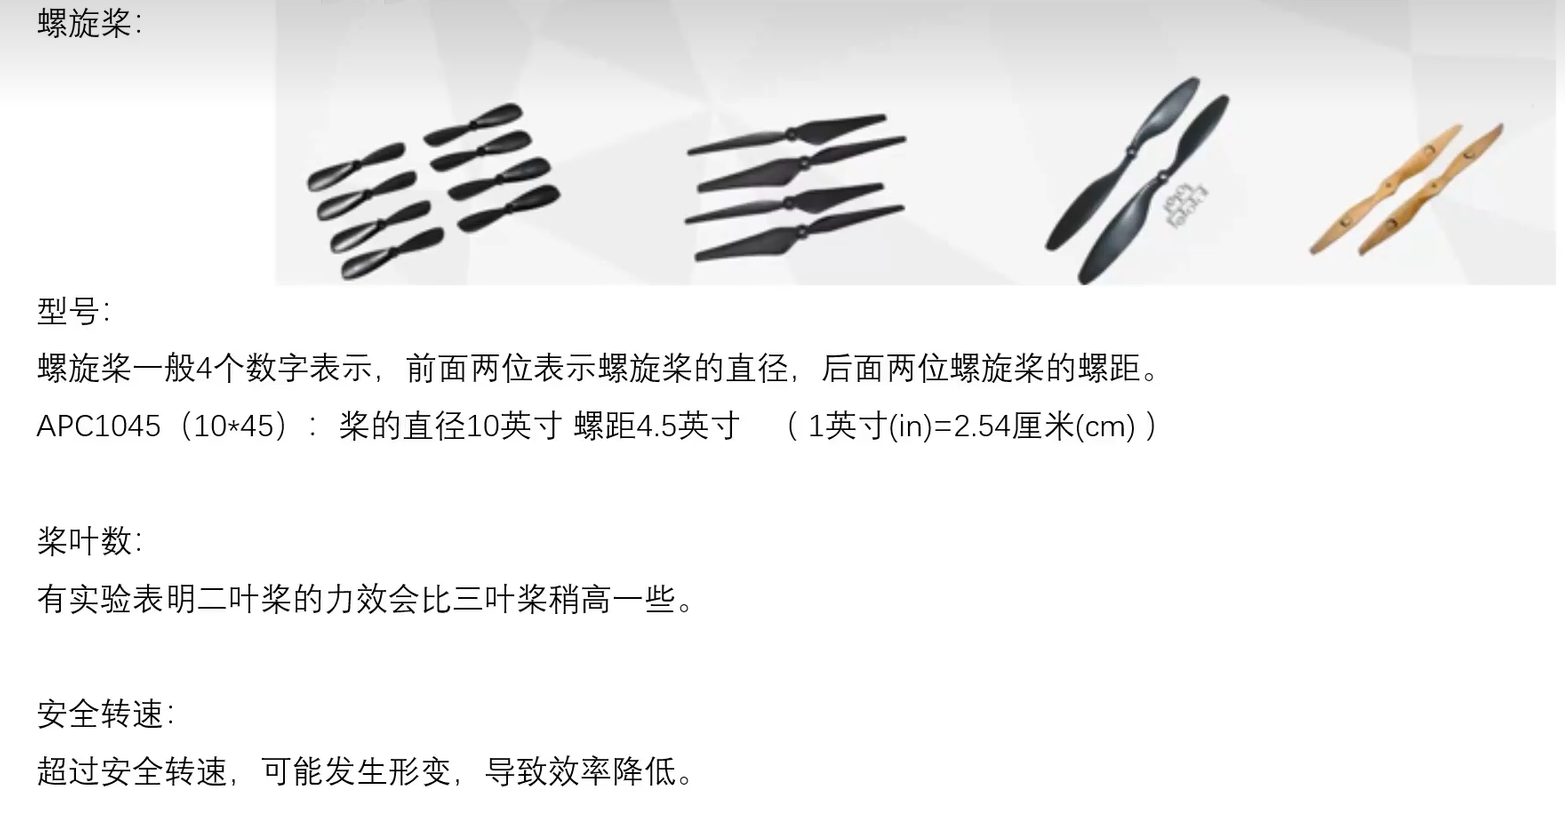 螺旋桨：
型号：
螺旋桨一般4个数字表示，前面两位表示螺旋桨的直径，后面两位螺旋桨的螺距。
APC1045（10*45）：桨的直径10英寸 螺距4.5英寸 （ 1英寸(in)=2.54厘米(cm) ）
桨叶数：
有实验表明二叶桨的力效会比三叶桨稍高一些。
安全转速：
超过安全转速，可能发生形变，导致效率降低。